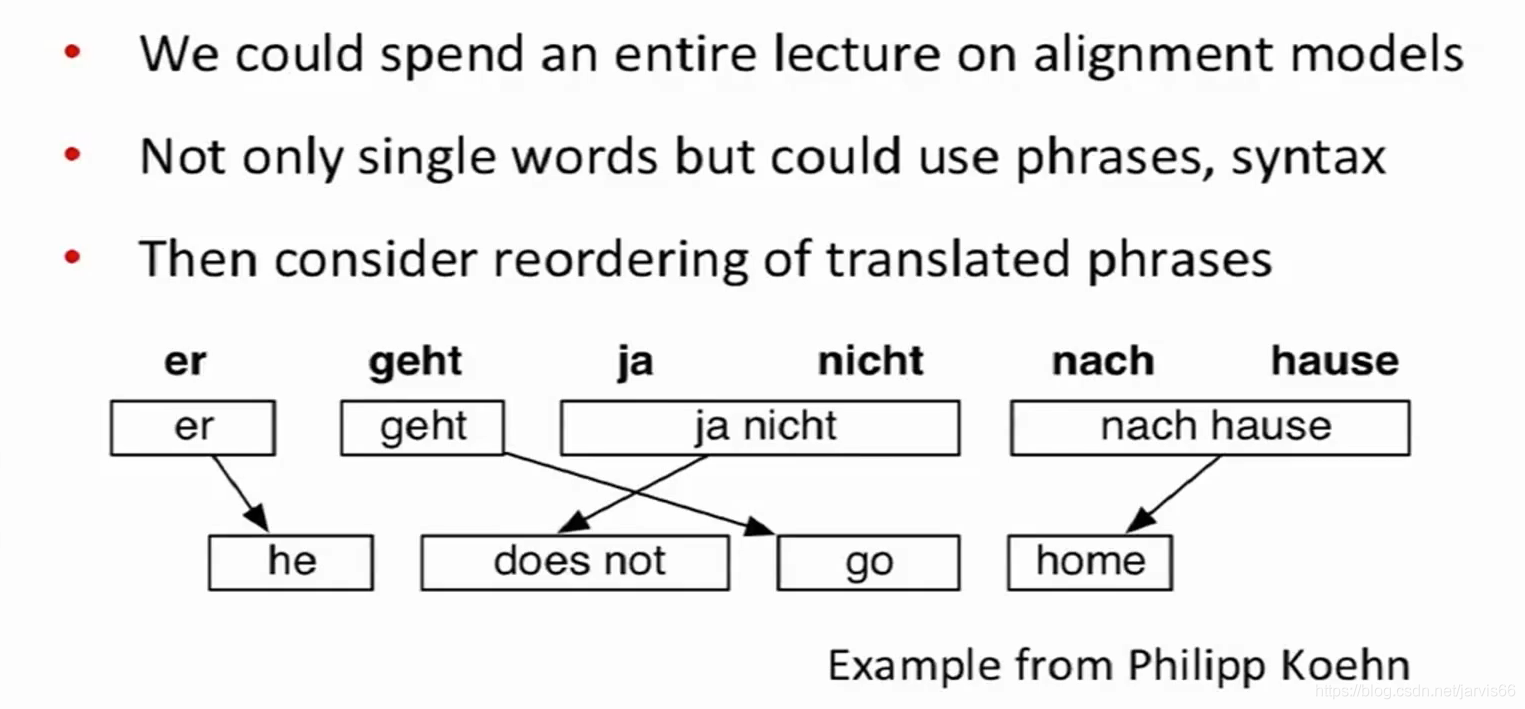 • We could spend an entire lecture on alignment models
• Not only single words but could use phrases, syntax
• Then consider reordering of translated phrases
er geht ja nicht nach hause
er geht ja nicht nach hause
he does not go home
Example from Philipp Koehn
https://blog.csdn.net/jarvis66